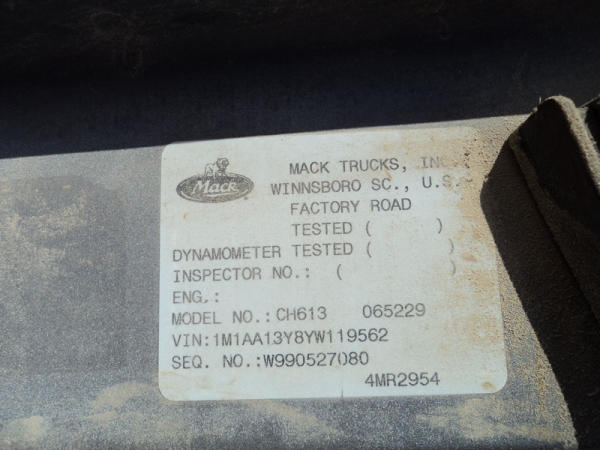 Mack
MACK TRUCKS, INC.
WINNSBORO SC., U.S.
FACTORY ROAD
TESTED ( )
DYNAMOMETER TESTED ( )
INSPECTOR NO.: ( )
ENG.:
MODEL NO.:CH613 065229
VIN:1M1AA13Y8YW119562
SEQ. NO.:W990527080
4MR2954